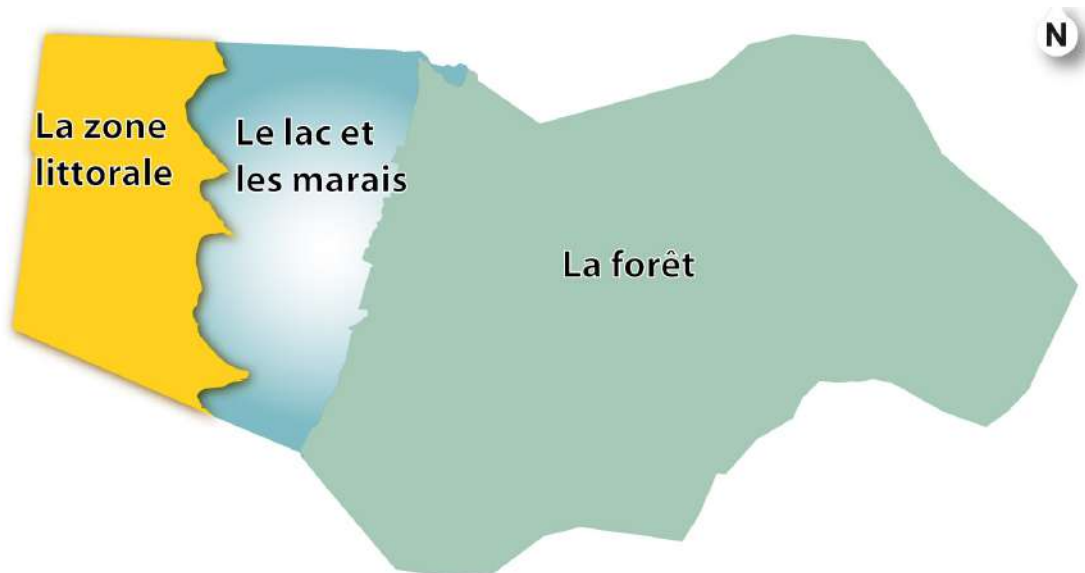 N
La zone
littorale
Le lac et
les marais
La forêt